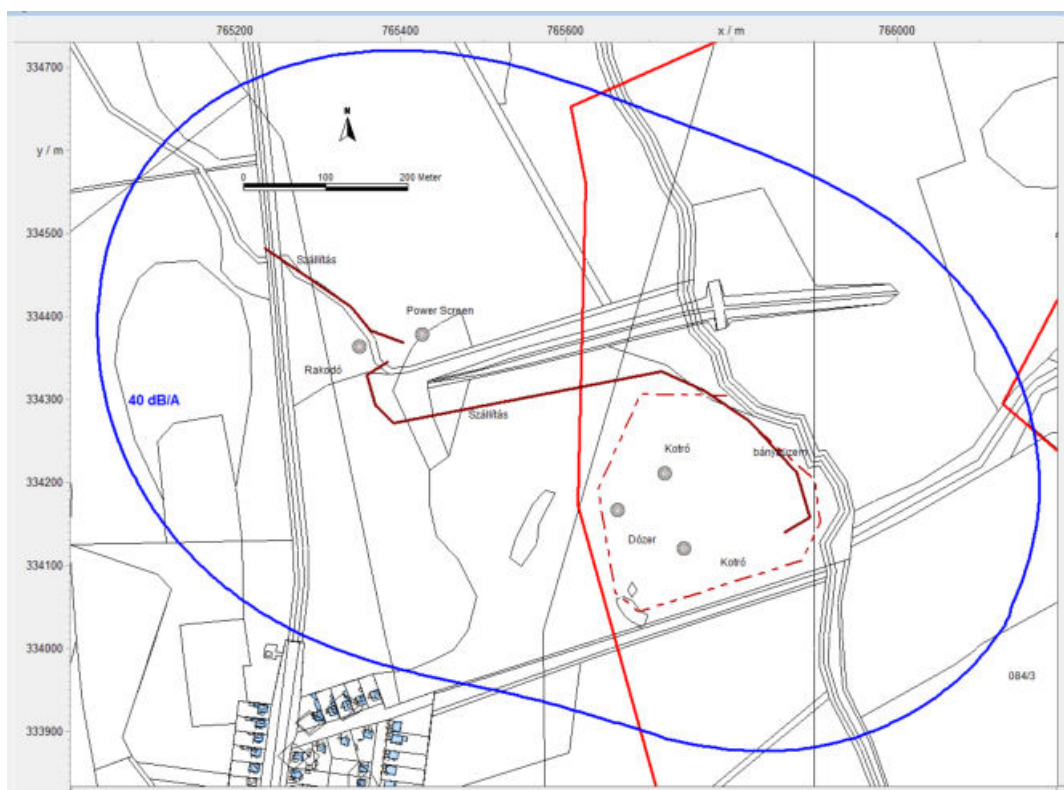 765200 765400 765600 x / m 766000
334700
N
y / m
0 100 200 Meter
334500
Szállítás
334400
Power Screen
Rakodó
334300
40 dB/A
Szállítás
Kotró
bányaüzem
334200
Dózer
334100
Kotró
334000
084/3
333900